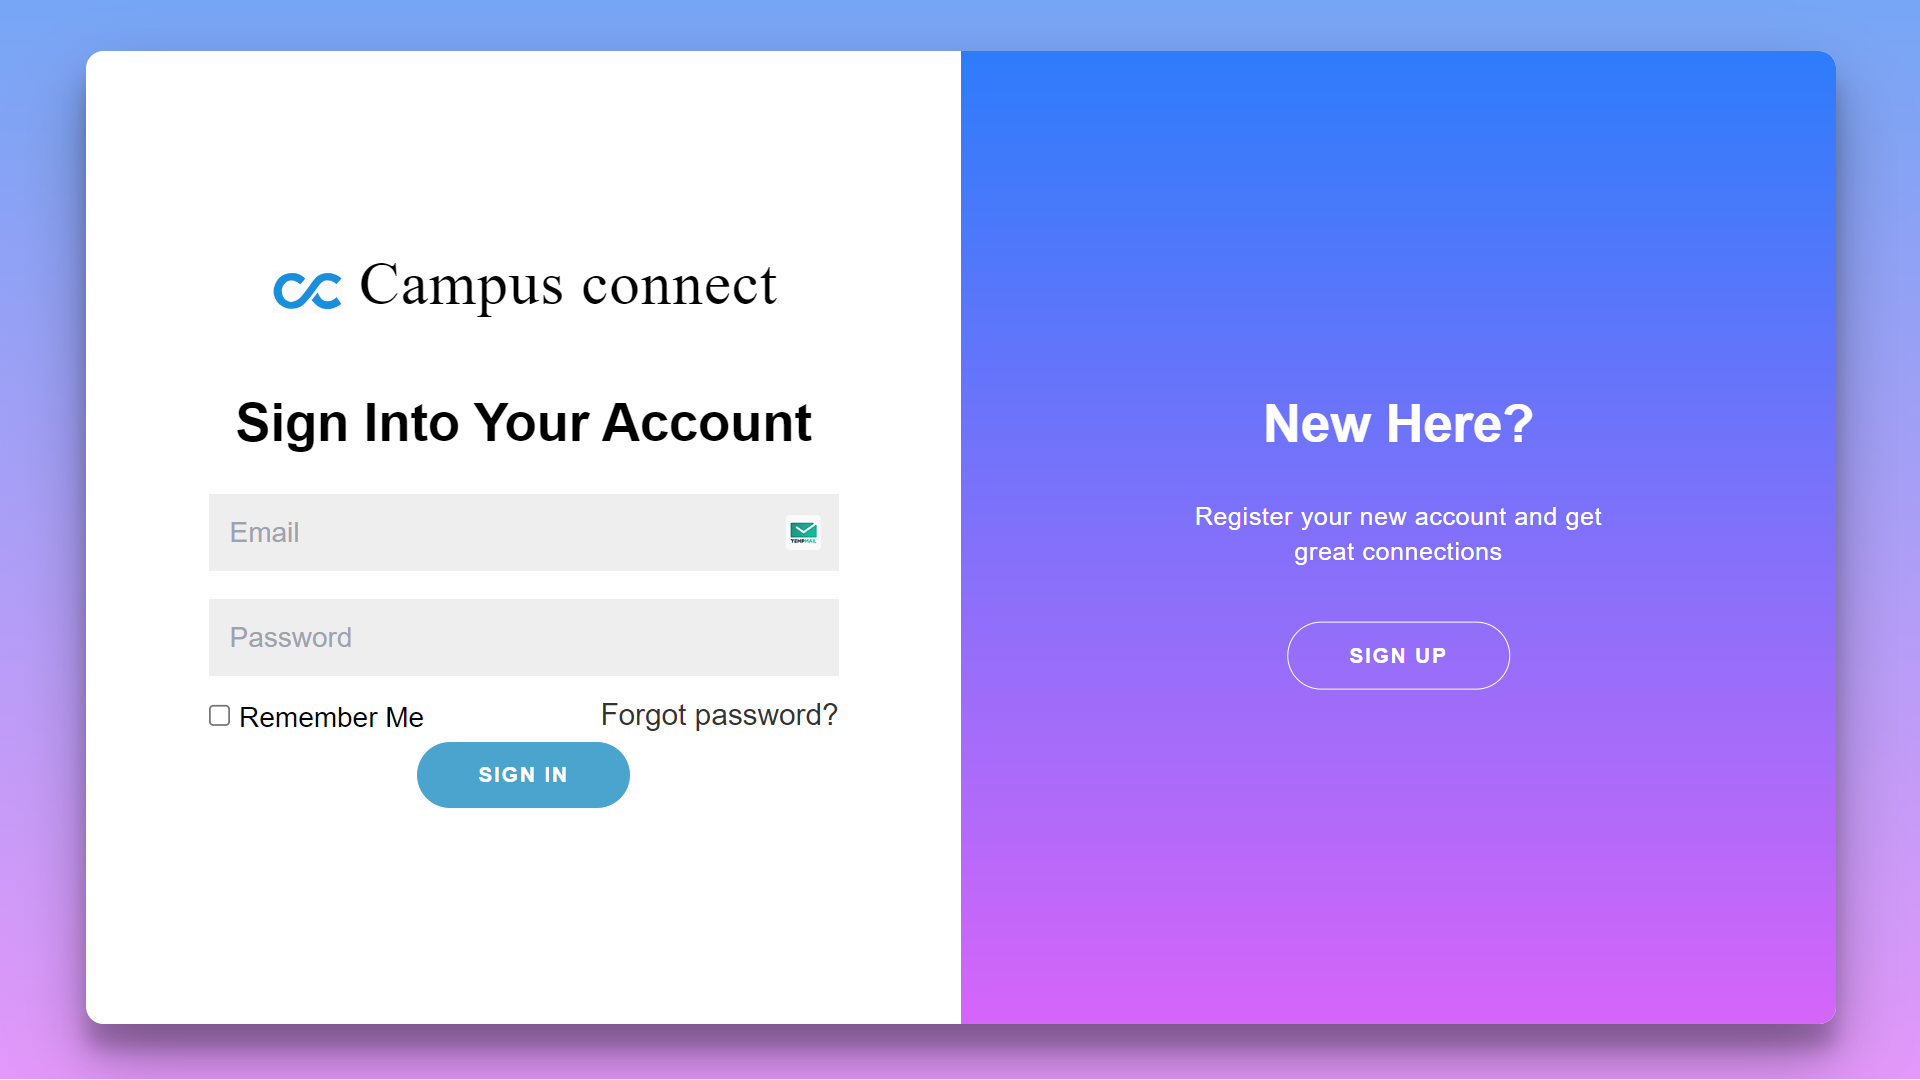 Campus connect
Sign Into Your Account
Email
TEMPMAIL
Password
Remember Me
Forgot password?
SIGN IN
New Here?
Register your new account and get
great connections
SIGN UP